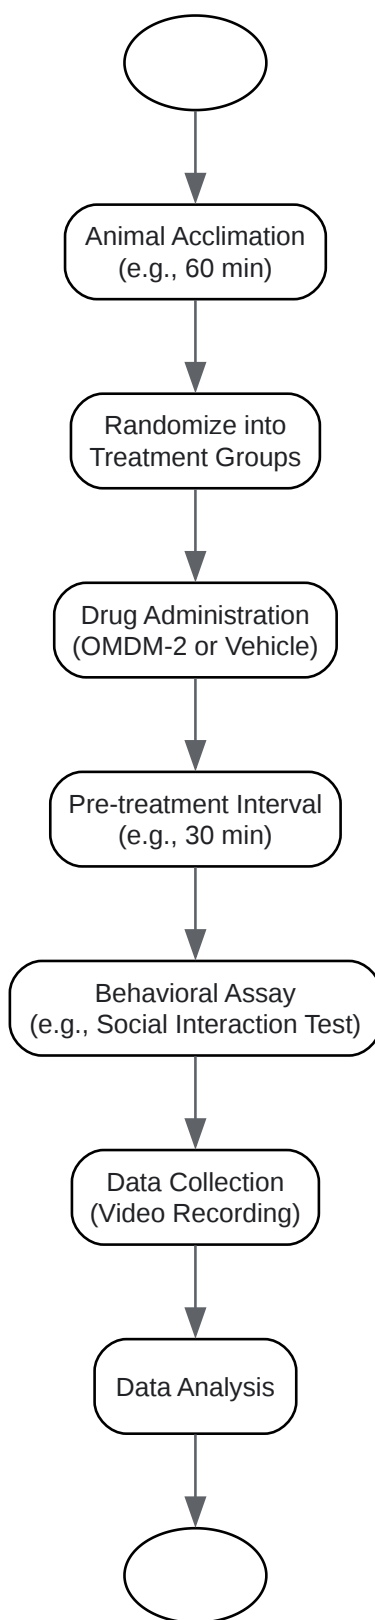 Animal Acclimation
(e.g., 60 min)
Randomize into
Treatment Groups
Drug Administration
(OMDM-2 or Vehicle)
Pre-treatment Interval
(e.g., 30 min)
Behavioral Assay
(e.g., Social Interaction Test)
Data Collection
(Video Recording)
Data Analysis